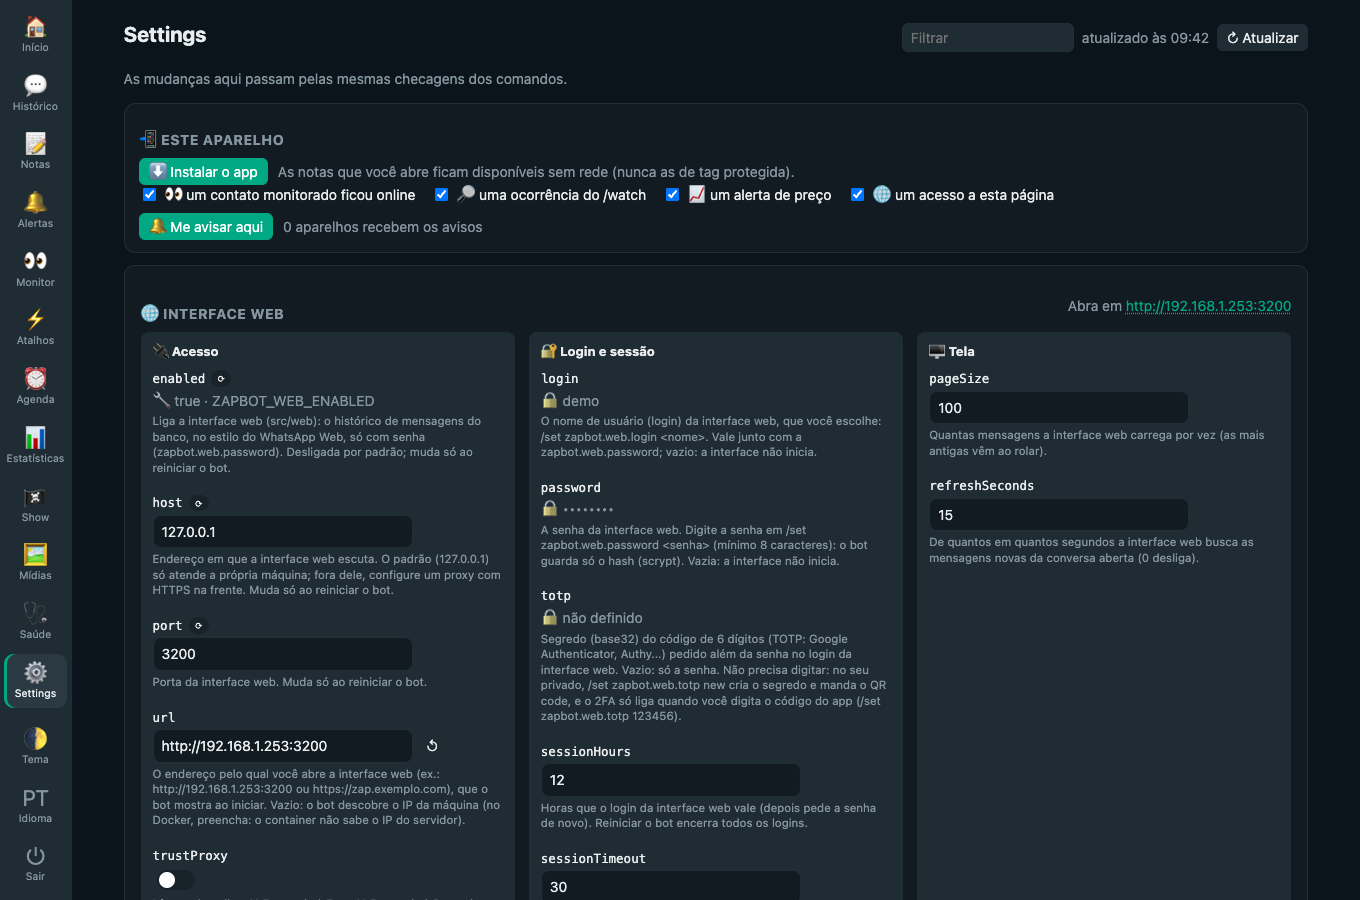 Início
Histórico
Notas
Alertas
Monitor
Atalhos
Agenda
Estatísticas
Show
Mídias
Saúde
Settings
Tema
PT
Idioma
Sair
Settings
Filtrar
atualizado às 09:42
Atualizar
As mudanças aqui passam pelas mesmas checagens dos comandos.
ESTE APARELHO
Instalar o app
As notas que você abre ficam disponíveis sem rede (nunca as de tag protegida).
um contato monitorado ficou online
uma ocorrência do /watch
um alerta de preço
um acesso a esta página
Me avisar aqui
0 aparelhos recebem os avisos
INTERFACE WEB
Abra em http://192.168.1.253:3200
Acesso
enabled
true · ZAPBOT_WEB_ENABLED
Liga a interface web (src/web): o histórico de mensagens do
banco, no estilo do WhatsApp Web, só com senha
(zapbot.web.password). Desligada por padrão; muda só ao
reiniciar o bot.
host
127.0.0.1
Endereço em que a interface web escuta. O padrão (127.0.0.1)
só atende a própria máquina; fora dele, configure um proxy com
HTTPS na frente. Muda só ao reiniciar o bot.
port
3200
Porta da interface web. Muda só ao reiniciar o bot.
url
http://192.168.1.253:3200
O endereço pelo qual você abre a interface web (ex.:
http://192.168.1.253:3200 ou https://zap.exemplo.com), que o
bot mostra ao iniciar. Vazio: o bot descobre o IP da máquina (no
Docker, preencha: o container não sabe o IP do servidor).
trustProxy
Login e sessão
login
demo
O nome de usuário (login) da interface web, que você escolhe:
/set zapbot.web.login <nome>. Vale junto com a
zapbot.web.password; vazio: a interface não inicia.
password
••••••••
A senha da interface web. Digite a senha em /set
zapbot.web.password <senha> (mínimo 8 caracteres): o bot
guarda só o hash (scrypt). Vazia: a interface não inicia.
totp
não definido
Segredo (base32) do código de 6 dígitos (TOTP: Google
Authenticator, Authy...) pedido além da senha no login da
interface web. Vazio: só a senha. Não precisa digitar: no seu
privado, /set zapbot.web.totp new cria o segredo e manda o QR
code, e o 2FA só liga quando você digita o código do app (/set
zapbot.web.totp 123456).
sessionHours
12
Horas que o login da interface web vale (depois pede a senha
de novo). Reiniciar o bot encerra todos os logins.
sessionTimeout
30
Tela
pageSize
100
Quantas mensagens a interface web carrega por vez (as mais
antigas vêm ao rolar).
refreshSeconds
15
De quantos em quantos segundos a interface web busca as
mensagens novas da conversa aberta (0 desliga).